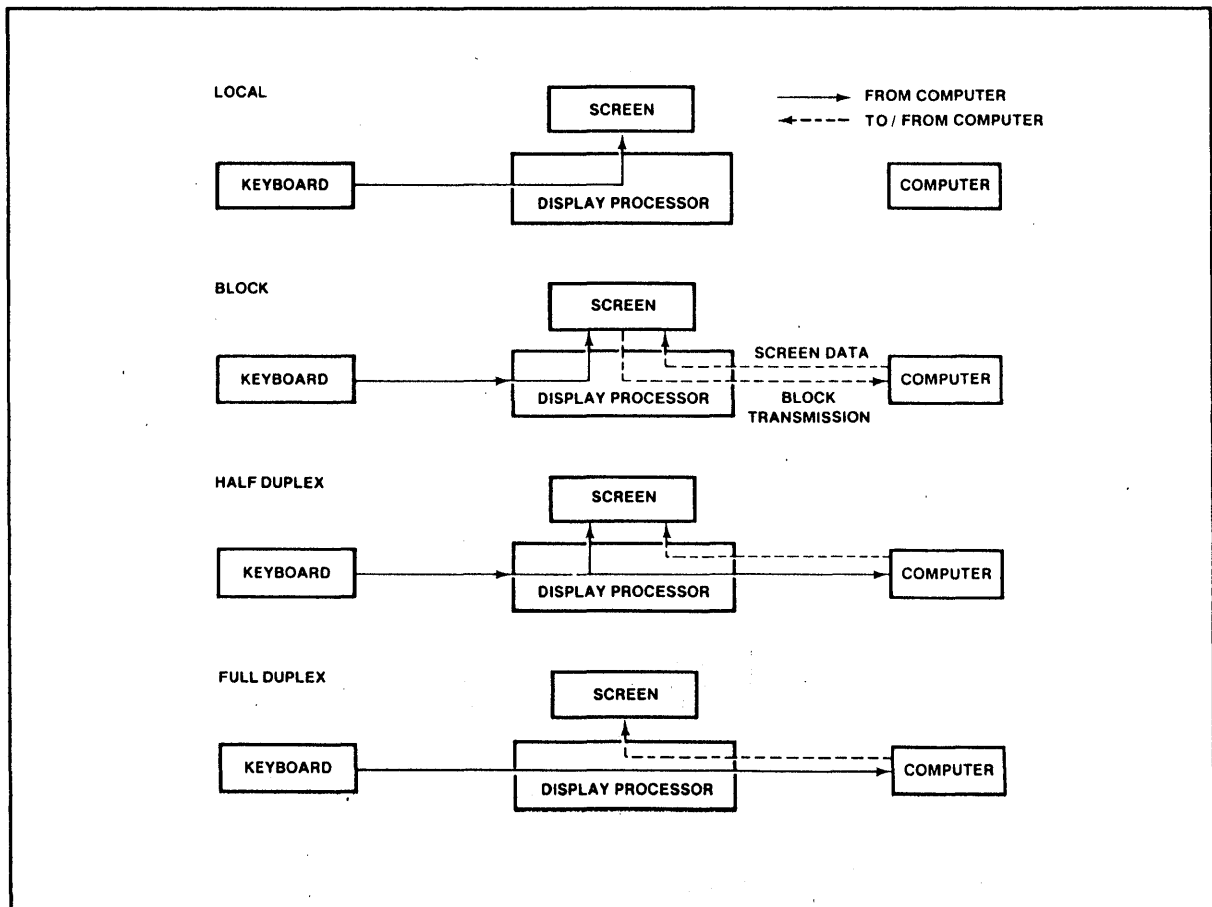 LOCAL
SCREEN
FROM COMPUTER
TO / FROM COMPUTER
KEYBOARD
DISPLAY PROCESSOR
COMPUTER
BLOCK
SCREEN
SCREEN DATA
KEYBOARD
DISPLAY PROCESSOR
COMPUTER
BLOCK
TRANSMISSION
HALF DUPLEX
SCREEN
KEYBOARD
DISPLAY PROCESSOR
COMPUTER
FULL DUPLEX
SCREEN
KEYBOARD
DISPLAY PROCESSOR
COMPUTER